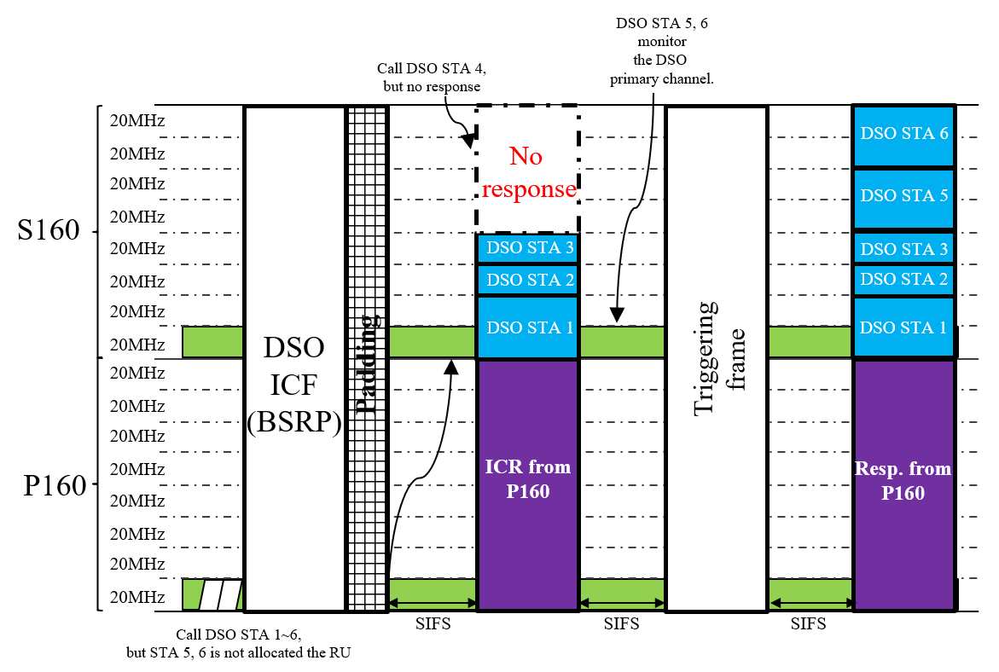 DSO STA 5, 6
monitor
the DSO
primary channel.
Call DSO STA 4,
but no response
S160
20MHz
20MHz
20MHz
20MHz
20MHz
20MHz
20MHz
20MHz
P160
20MHz
20MHz
20MHz
20MHz
20MHz
20MHz
20MHz
20MHz
DSO
ICF
(BSRP)
Padding
No
response
DSO STA 3
DSO STA 2
DSO STA 1
ICR from
P160
Triggering
frame
DSO STA 6
DSO STA 5
DSO STA 3
DSO STA 2
DSO STA 1
Resp. from
P160
SIFS
SIFS
SIFS
Call DSO STA 1~6,
but STA 5, 6 is not allocated the RU